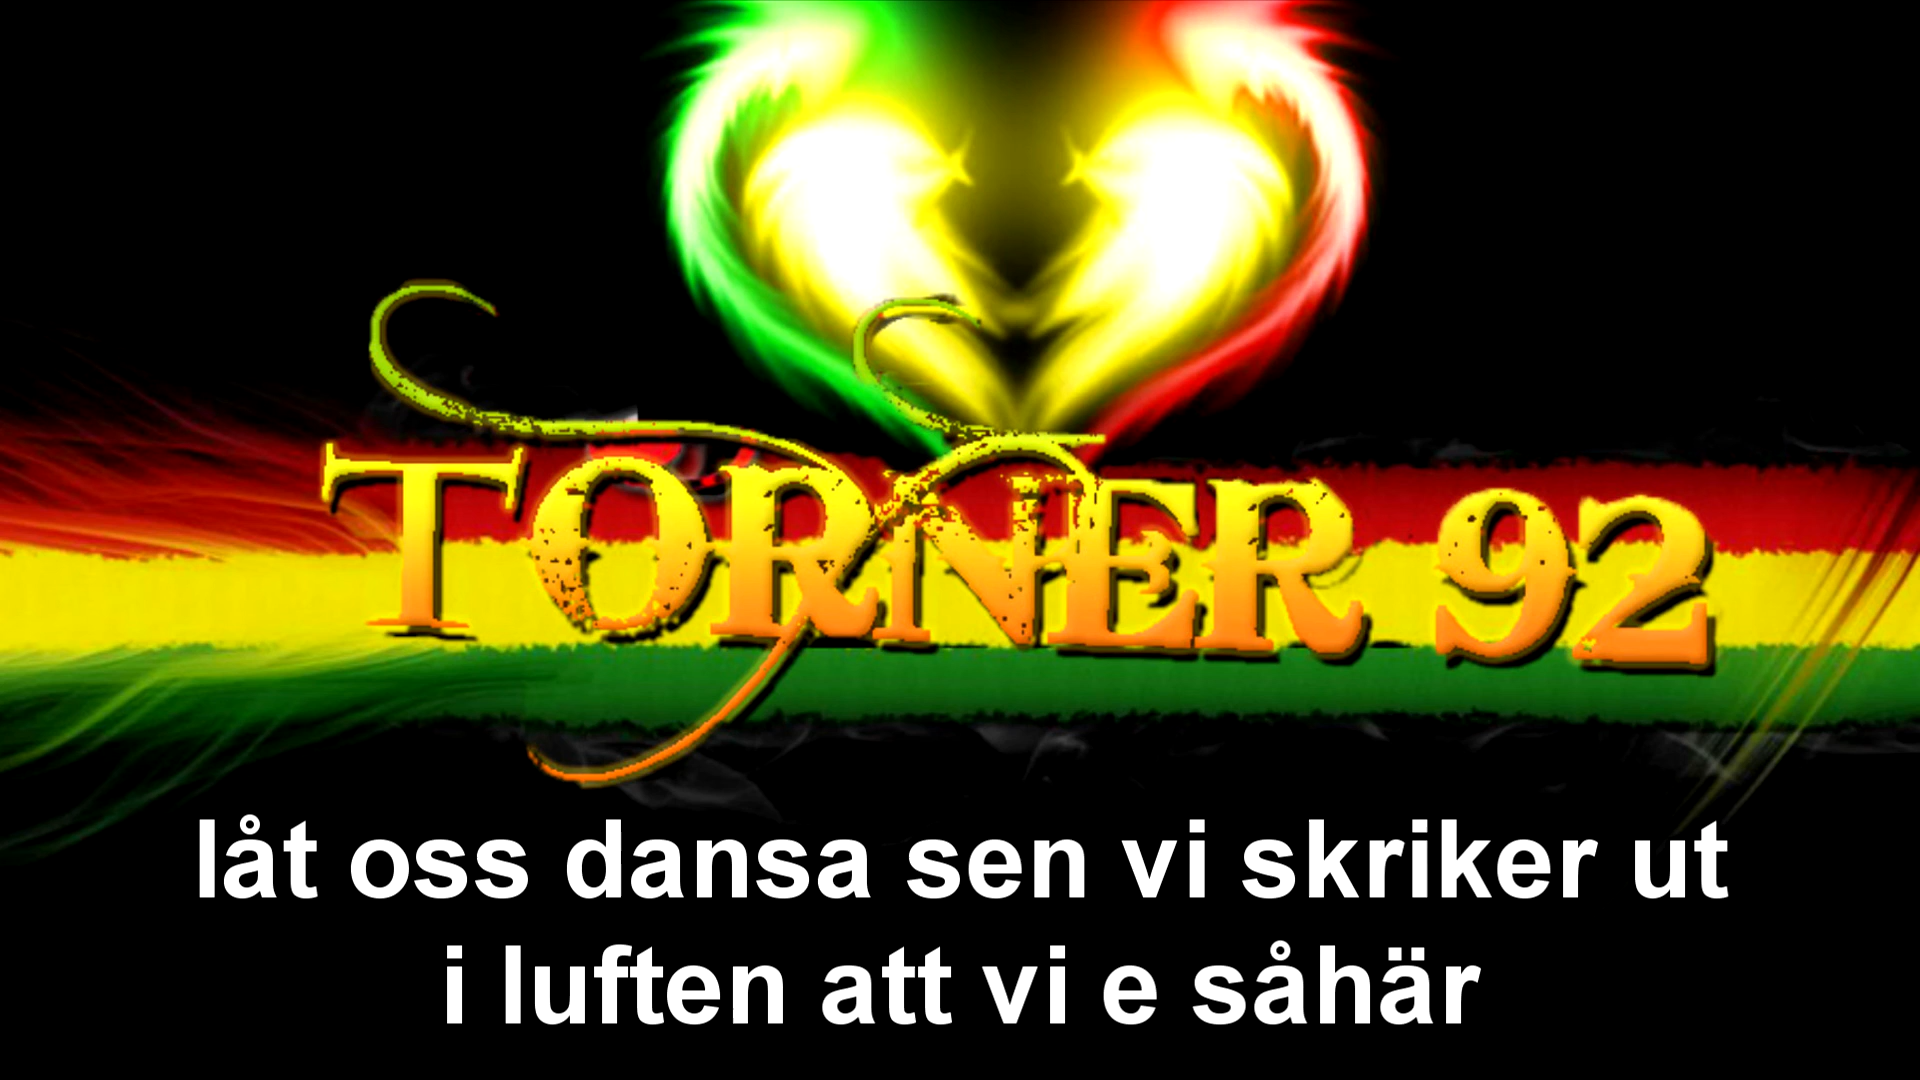 TORNER 92
låt oss dansa sen vi skriker ut
i luften att vi e såhär